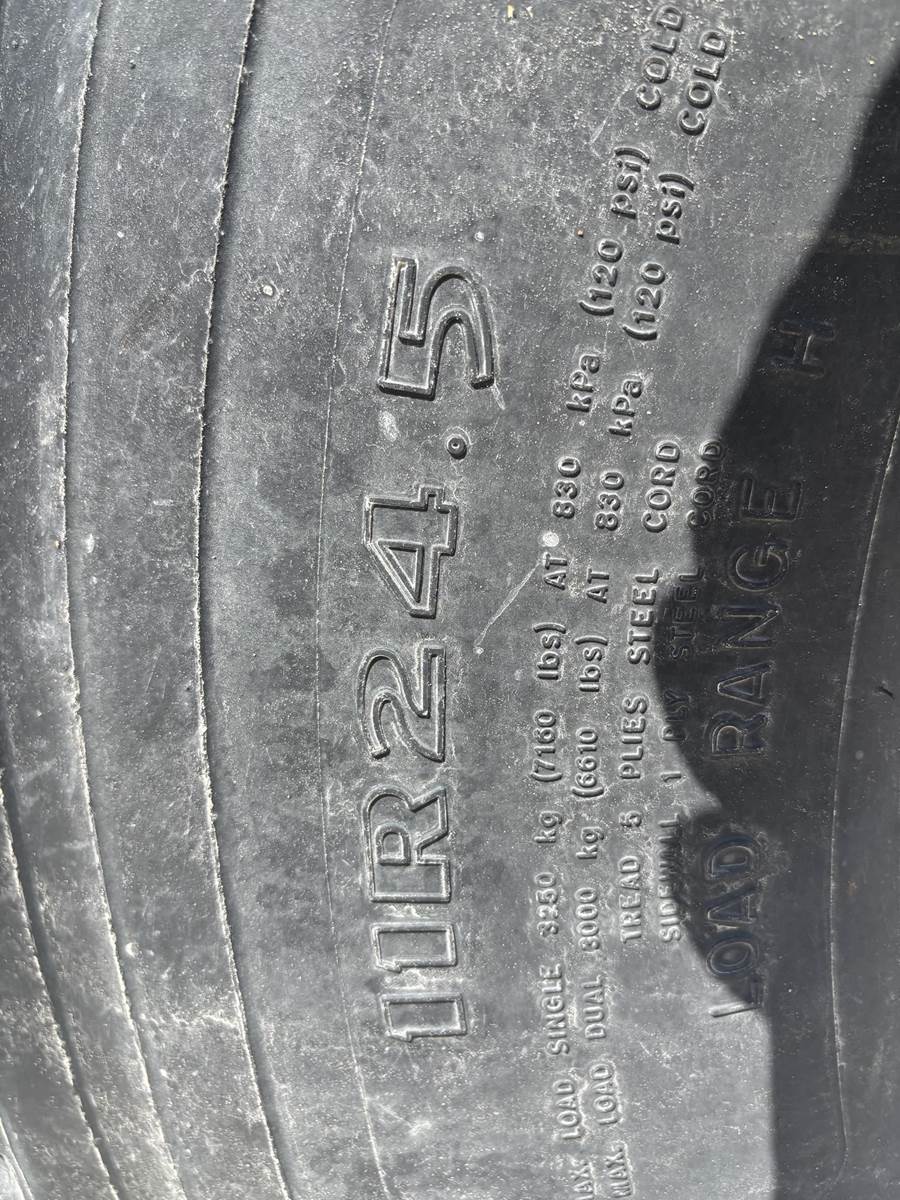 11R24.5
MAX. LOAD SINGLE 3250 kg (7160 lbs) AT 830 kPa (120 psi) COLD
MAX. LOAD DUAL 3000 kg (6610 lbs) AT 830 kPa (120 psi) COLD
TREAD 5 PLIES STEEL CORD
SIDEWALL 1 PLY STEEL CORD
LOAD RANGE H